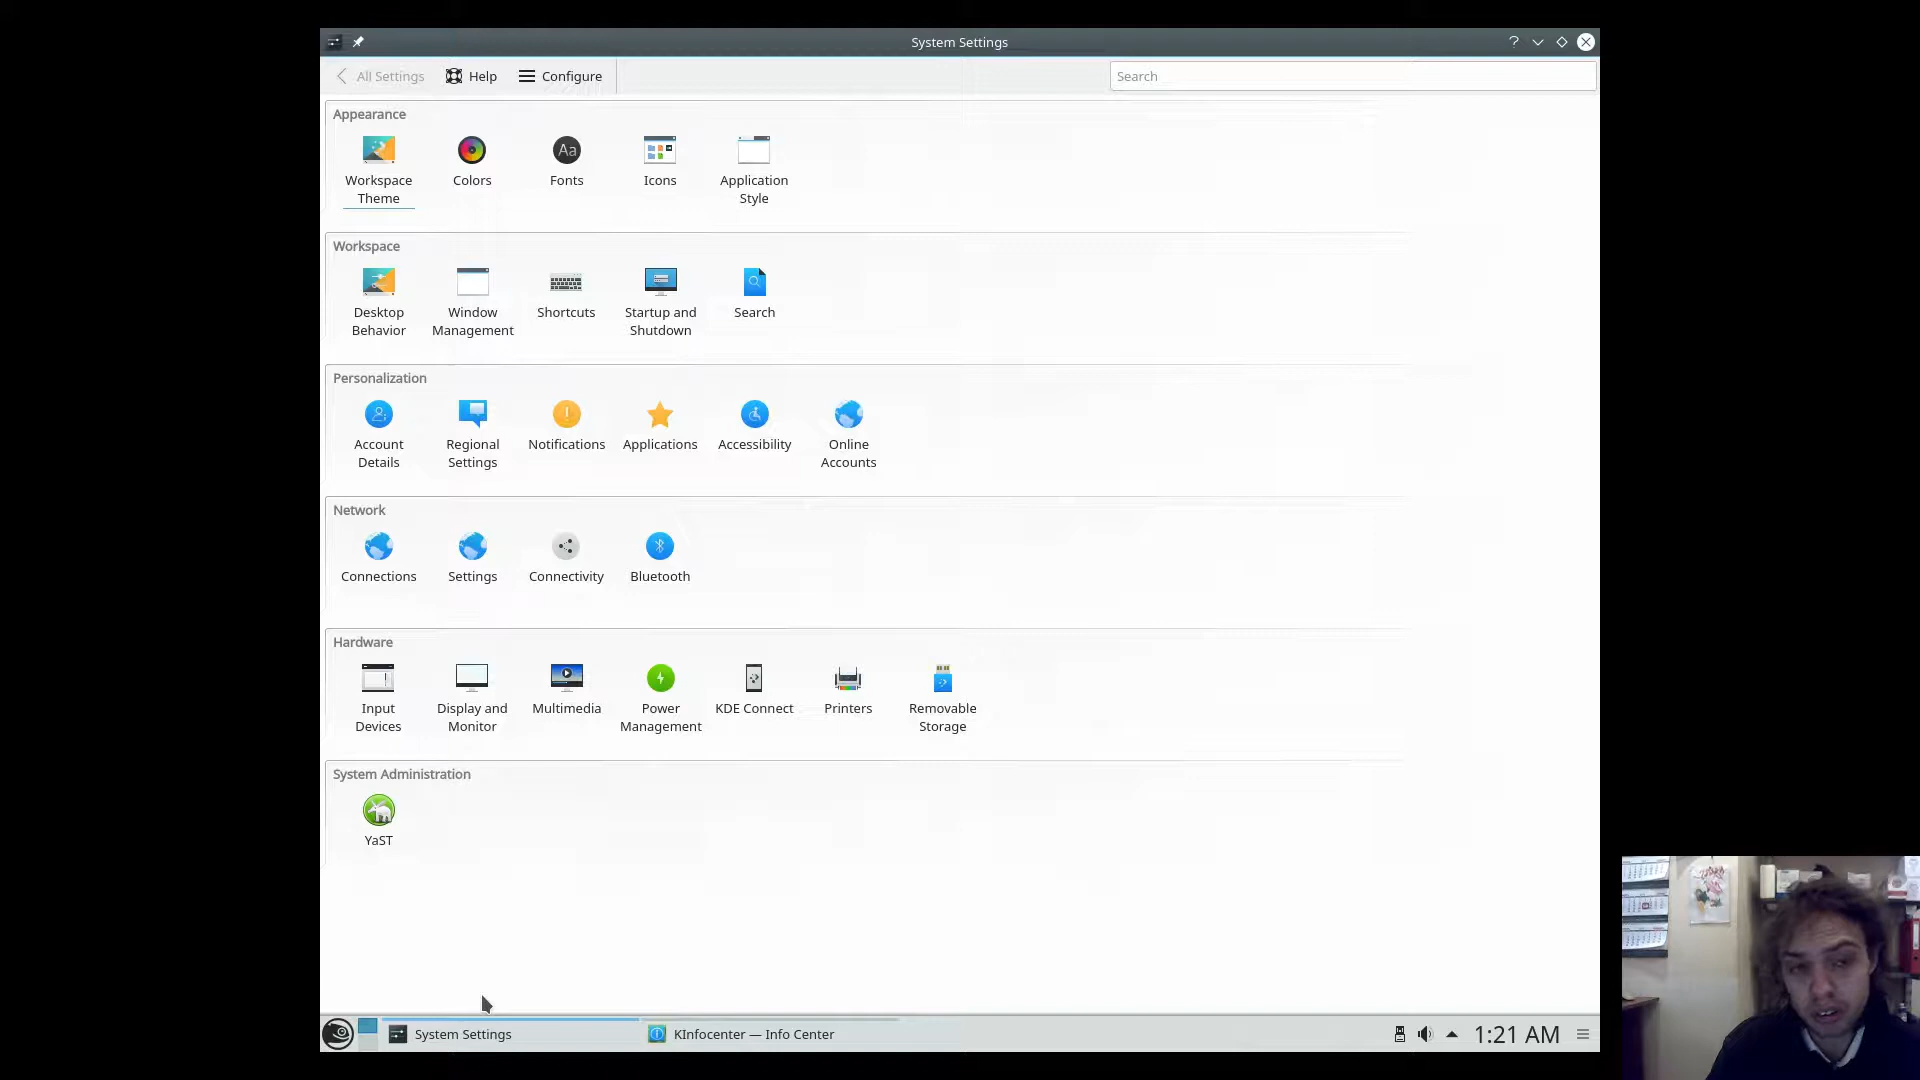 System Settings
All Settings
Help
Configure
Search
Appearance
Workspace
Theme
Colors
Aa
Fonts
Icons
Application
Style
Workspace
Desktop
Behavior
Window
Management
Shortcuts
Startup and
Shutdown
Search
Personalization
Account
Details
Regional
Settings
Notifications
Applications
Accessibility
Online
Accounts
Network
Connections
Settings
Connectivity
Bluetooth
Hardware
Input
Devices
Display and
Monitor
Multimedia
Power
Management
KDE Connect
Printers
Removable
Storage
System Administration
YaST
System Settings
KInfocenter — Info Center
1:21 AM